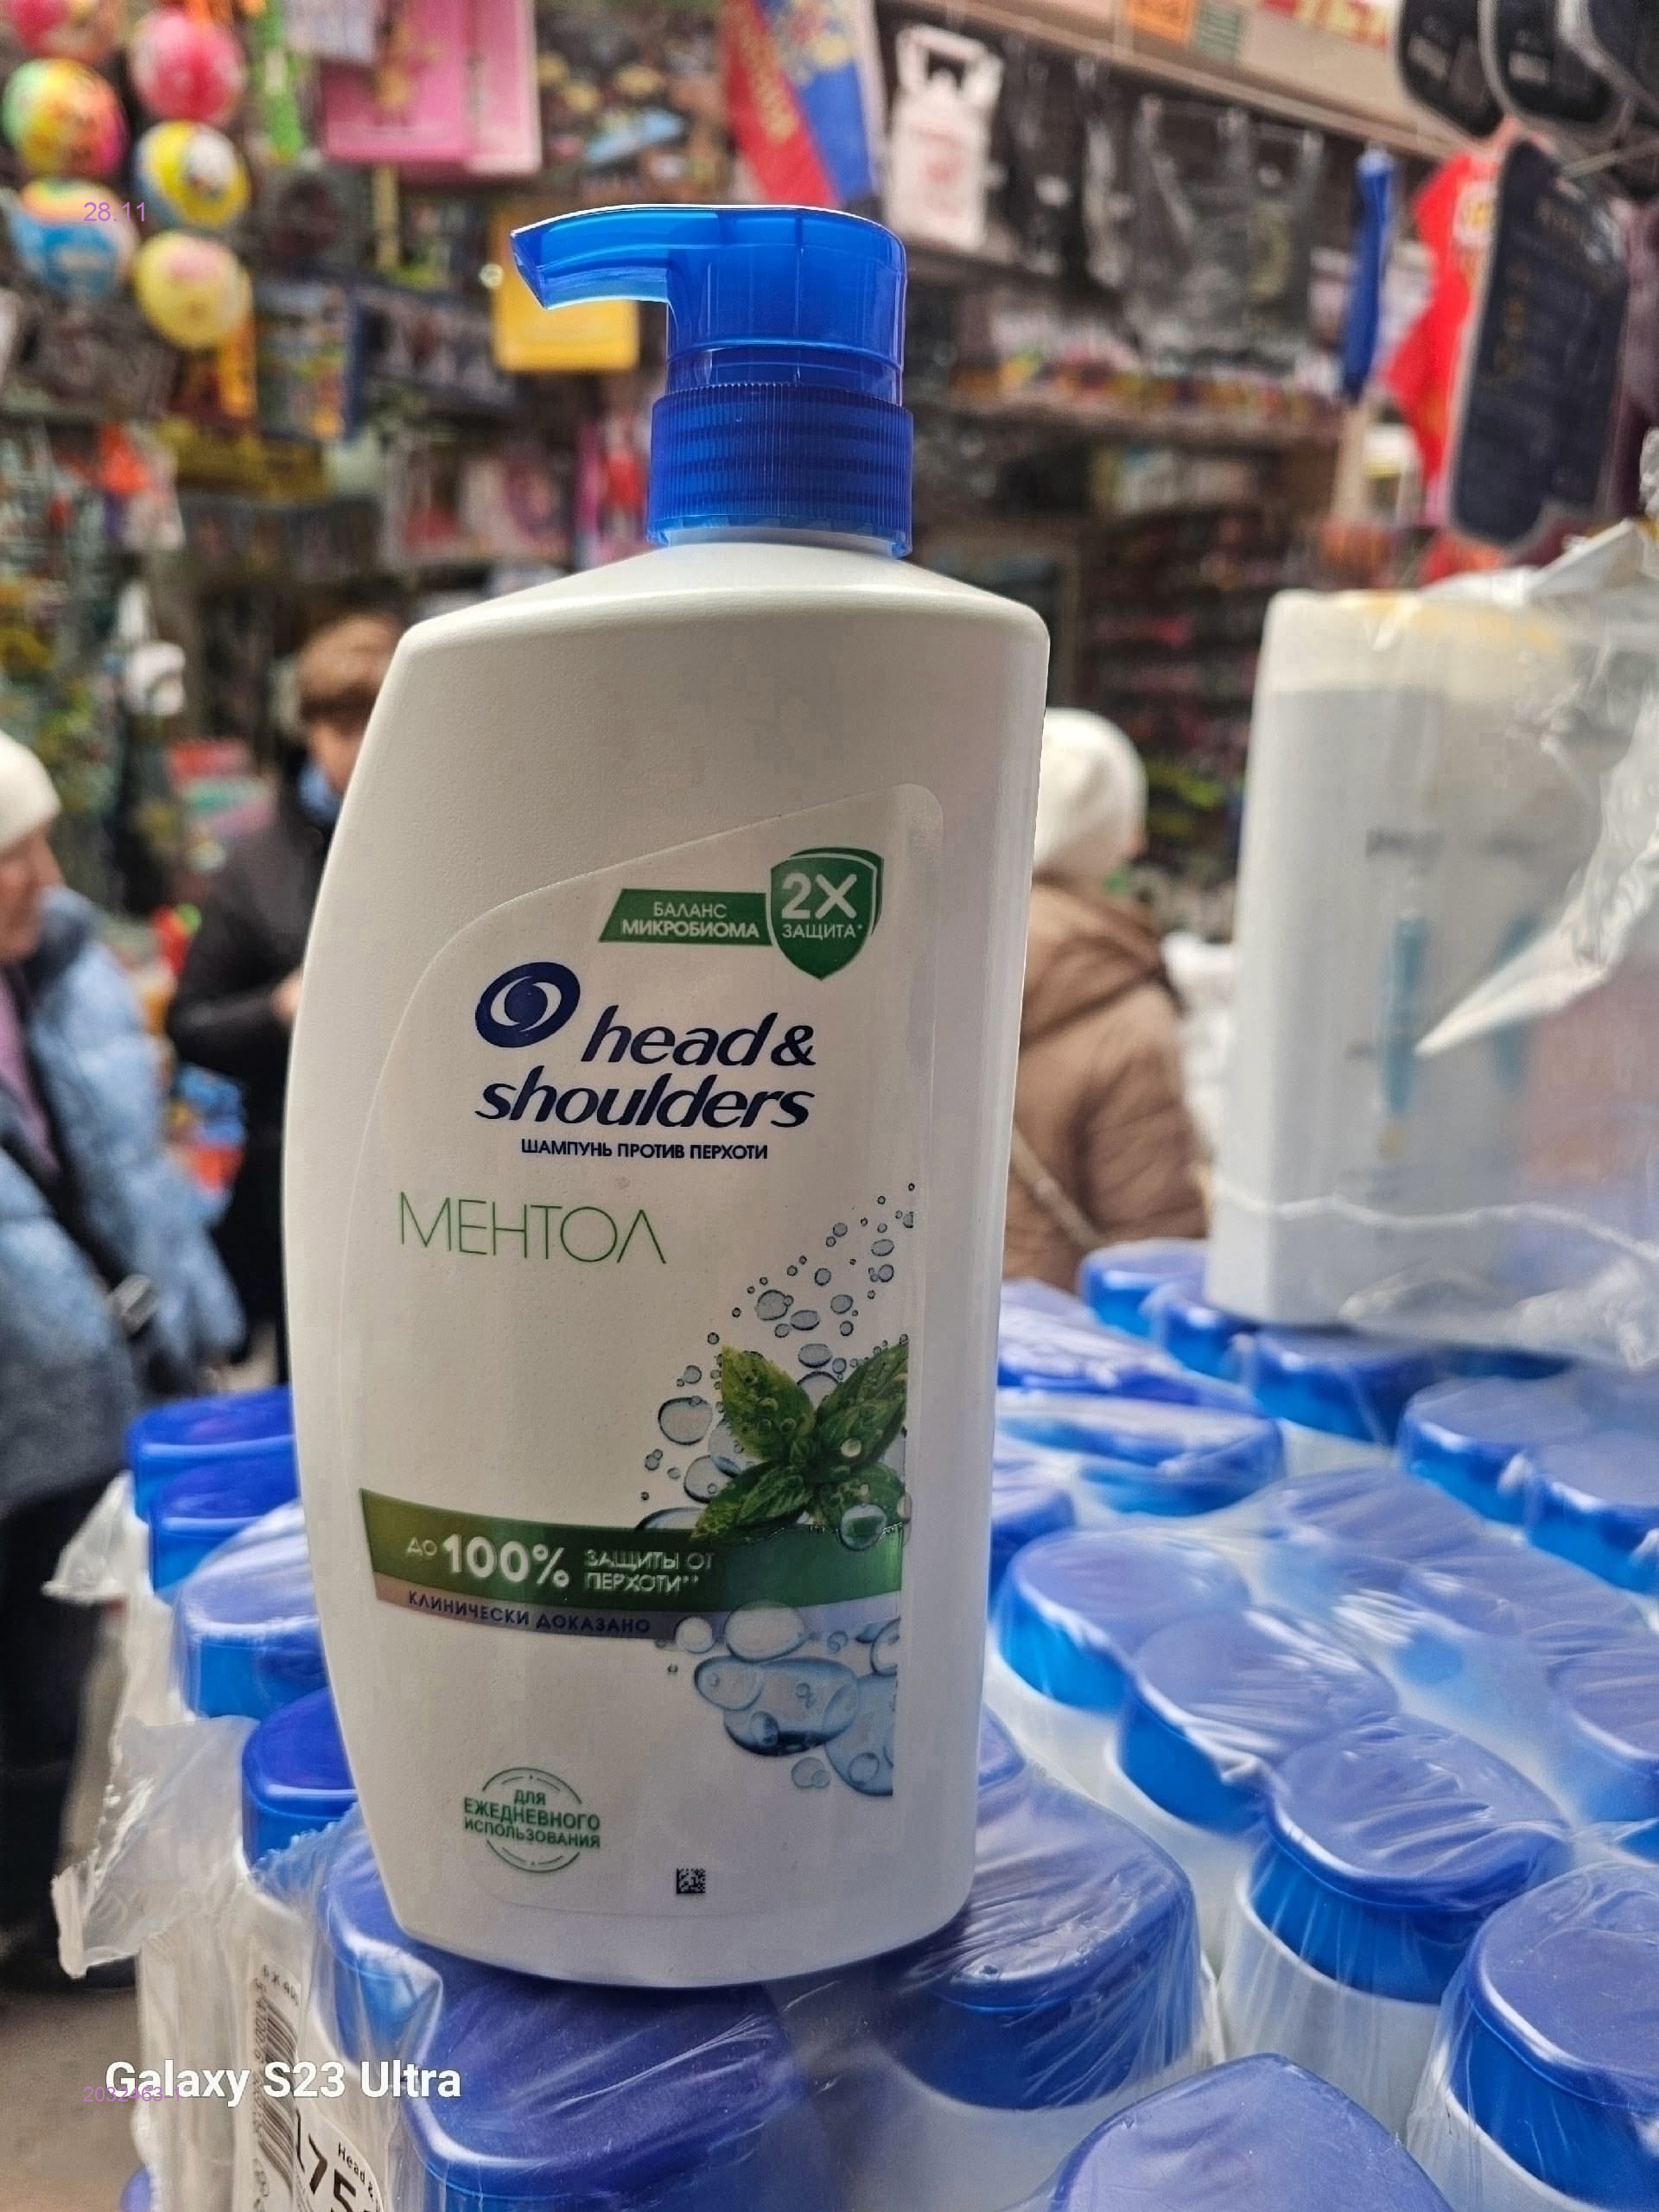 28.11
БАЛАНС
МИКРОБИОМА
2X
ЗАЩИТА*
head &
shoulders
ШАМПУНЬ ПРОТИВ ПЕРХОТИ
МЕНТОЛ
ДО 100% ЗАЩИТЫ ОТ
ПЕРХОТИ**
КЛИНИЧЕСКИ ДОКАЗАНО
ДЛЯ
ЕЖЕДНЕВНОГО
ИСПОЛЬЗОВАНИЯ
Galaxy S23 Ultra
Head &